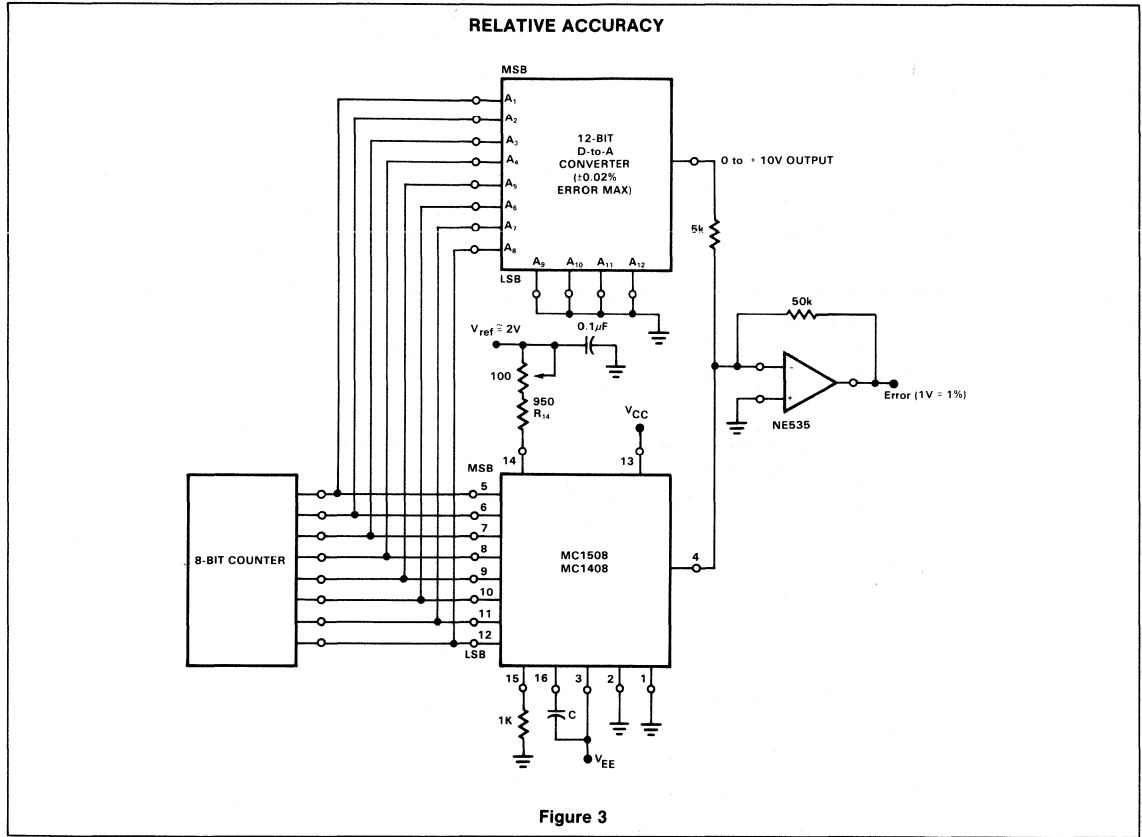 RELATIVE ACCURACY
MSB
A1
A2
A3
A4
A5
A6
A7
A8
12-BIT
D-to-A
CONVERTER
(±0.02%
ERROR MAX)
0 to + 10V OUTPUT
A9 A10 A11 A12
LSB
5k
Vref ≅ 2V
0.1μF
100
950
R14
50k
-
+
NE535
Error (1V = 1%)
VCC
14
13
MSB
5
6
7
8
9
10
11
12
LSB
8-BIT COUNTER
MC1508
MC1408
4
15 16 3 2 1
1K
C
VEE
Figure 3